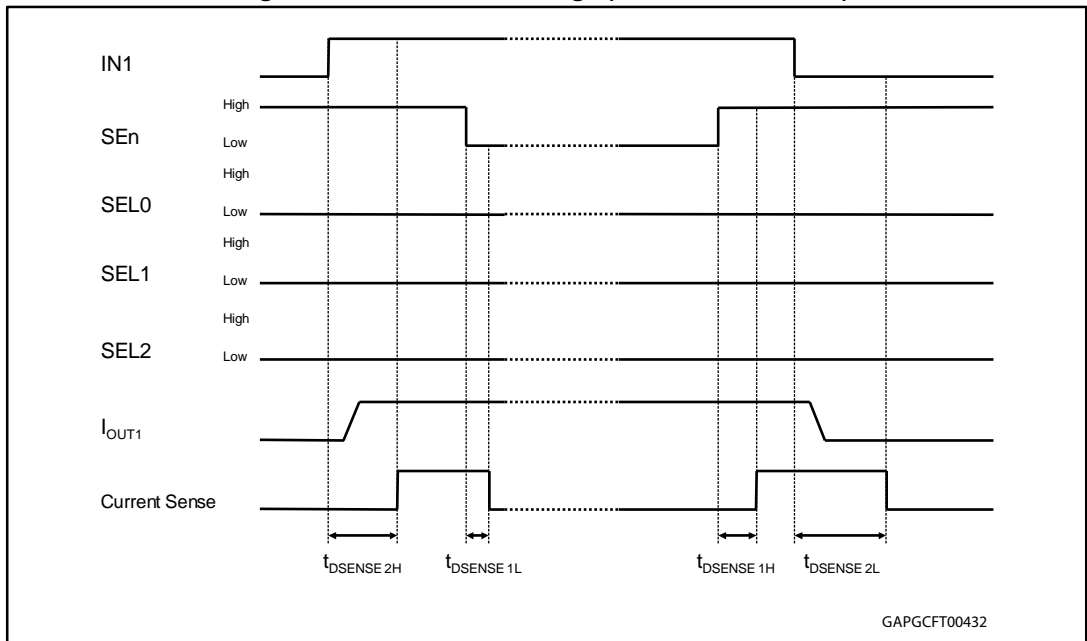 IN1
High
SEn
Low
High
SEL0
Low
High
SEL1
Low
High
SEL2
Low
IOUT1
Current Sense
tDSENSE 2H
tDSENSE 1L
tDSENSE 1H
tDSENSE 2L
GAPGCFT00432